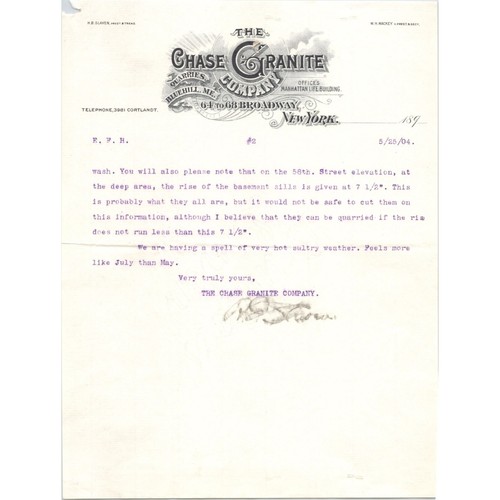 THE
CHASE GRANITE
COMPANY
QUARRIES,
BLUEHILL, ME.
OFFICES
MANHATTAN LIFE BUILDING
64 TO 68 BROADWAY,
TELEPHONE, 3981 CORTLANDT.
NEW YORK, 189
E. F. H. #2 5/25/04.
wash. You will also please note that on the 58th. Street elevation, at
the deep area, the rise of the basement sills is given at 7 1/2". This
is probably what they all are, but it would not be safe to cut them on
this information, although I believe that they can be quarried if the ris
does not run less than this 7 1/2".
We are having a spell of very hot sultry weather. Feels more
like July than May.
Very truly yours,
THE CHASE GRANITE COMPANY.